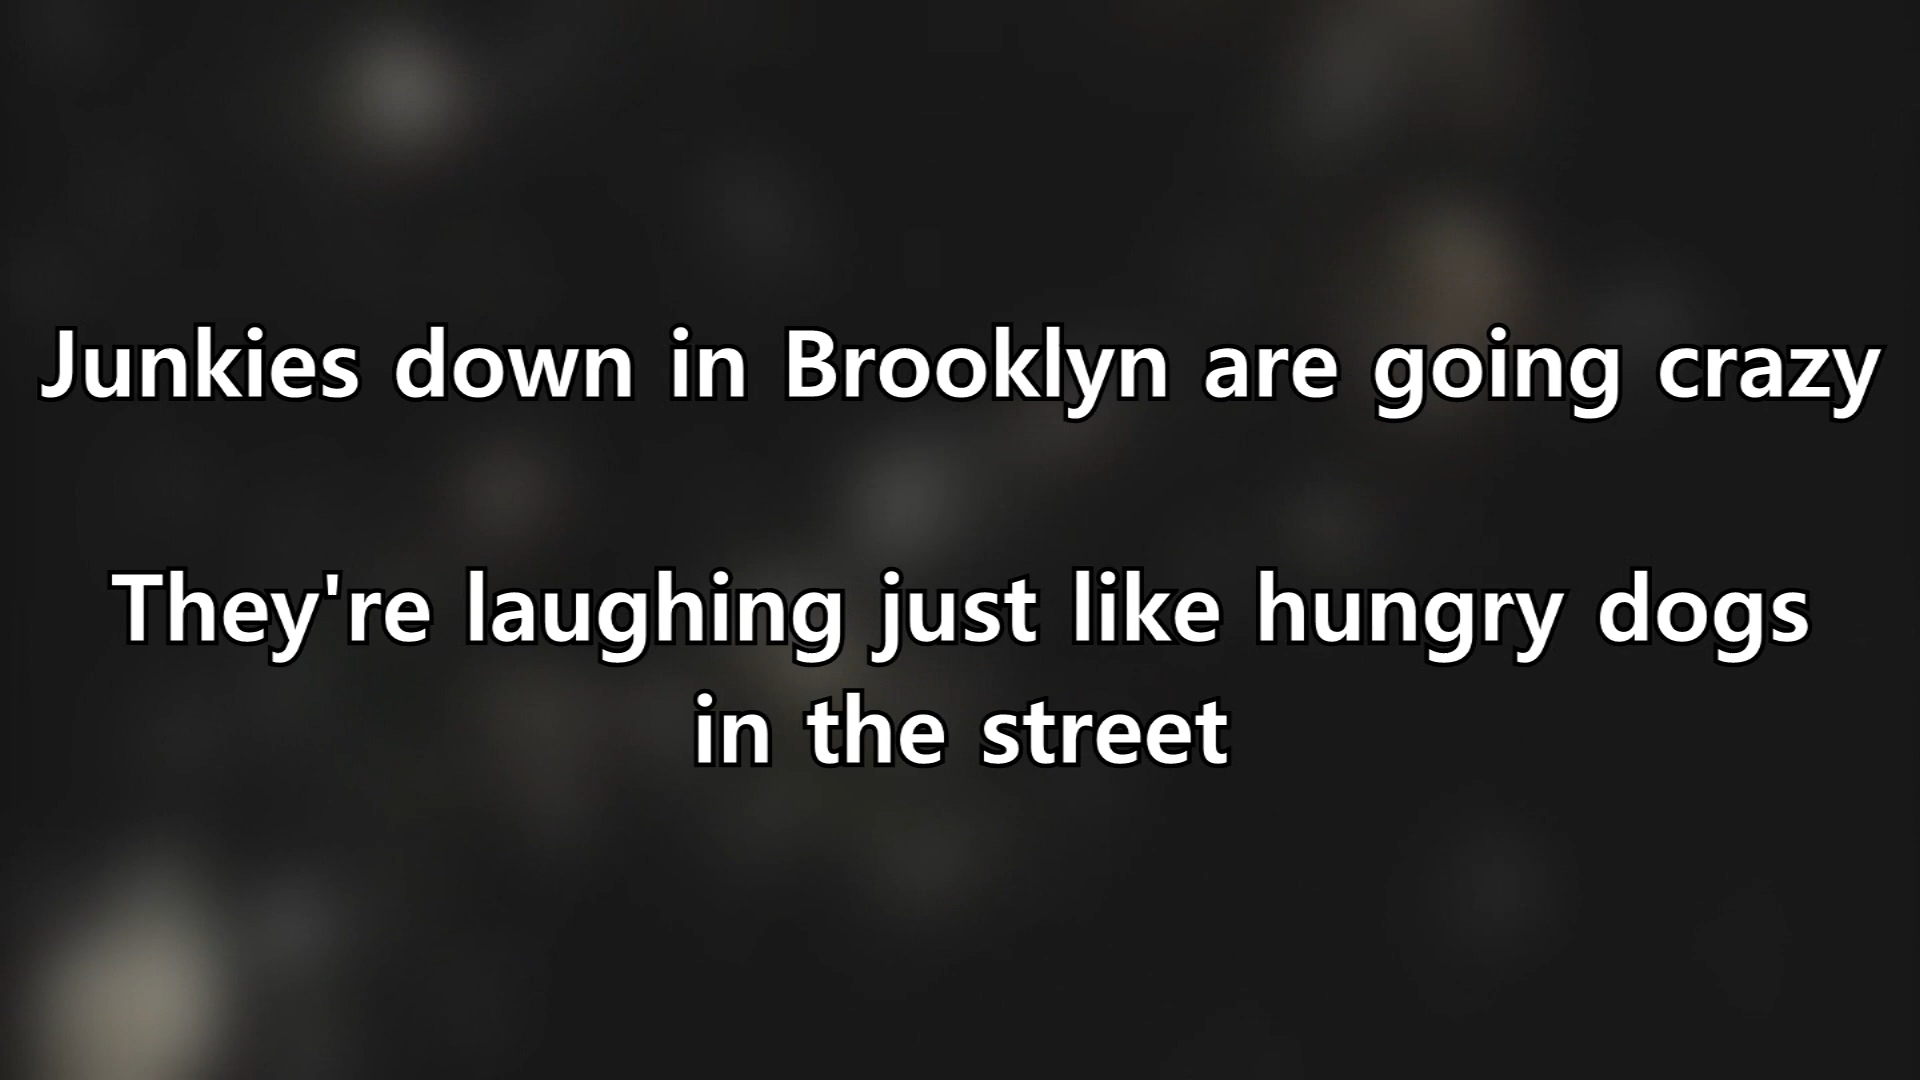 Junkies down in Brooklyn are going crazy
They're laughing just like hungry dogs
in the street